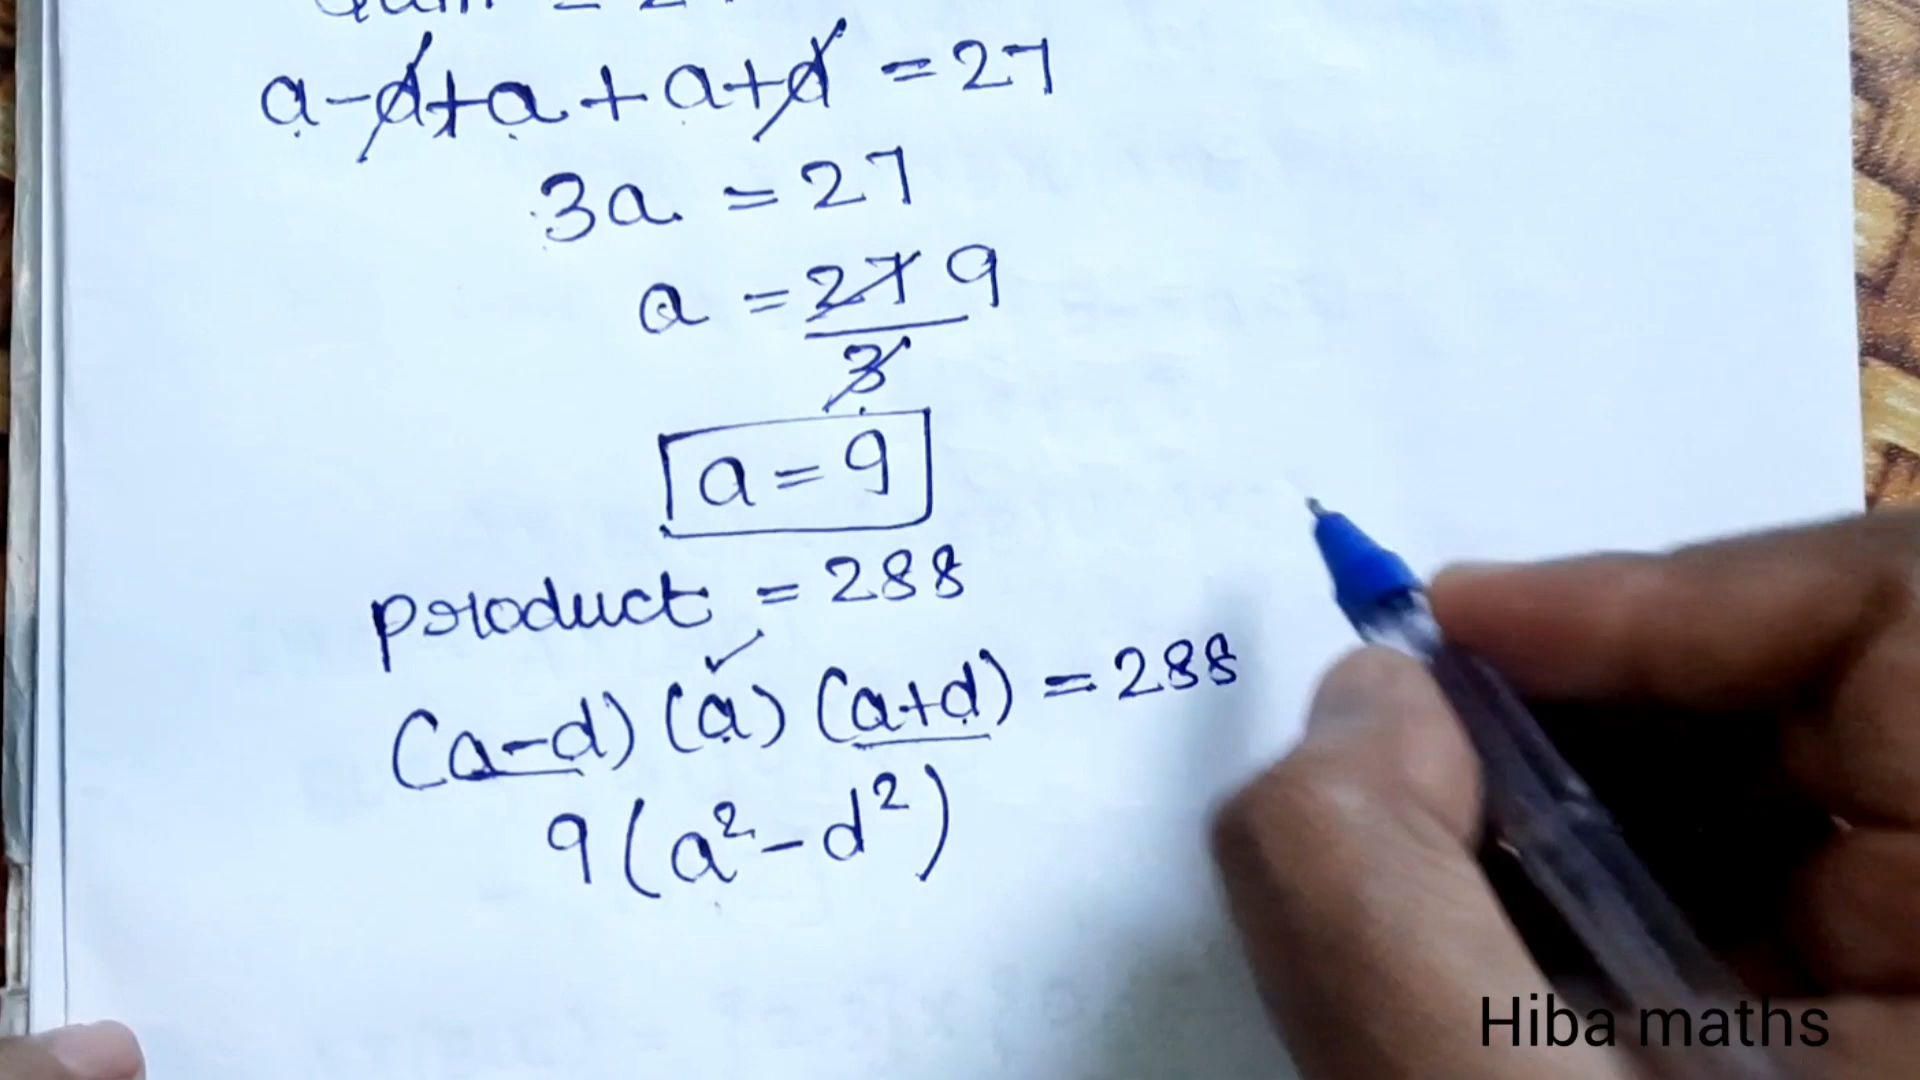 a-d+a+a+d = 27
3a = 27
a = 27 9
3
a = 9
product = 288
(a-d) (a) (a+d) = 288
9(a²-d²)
Hiba maths